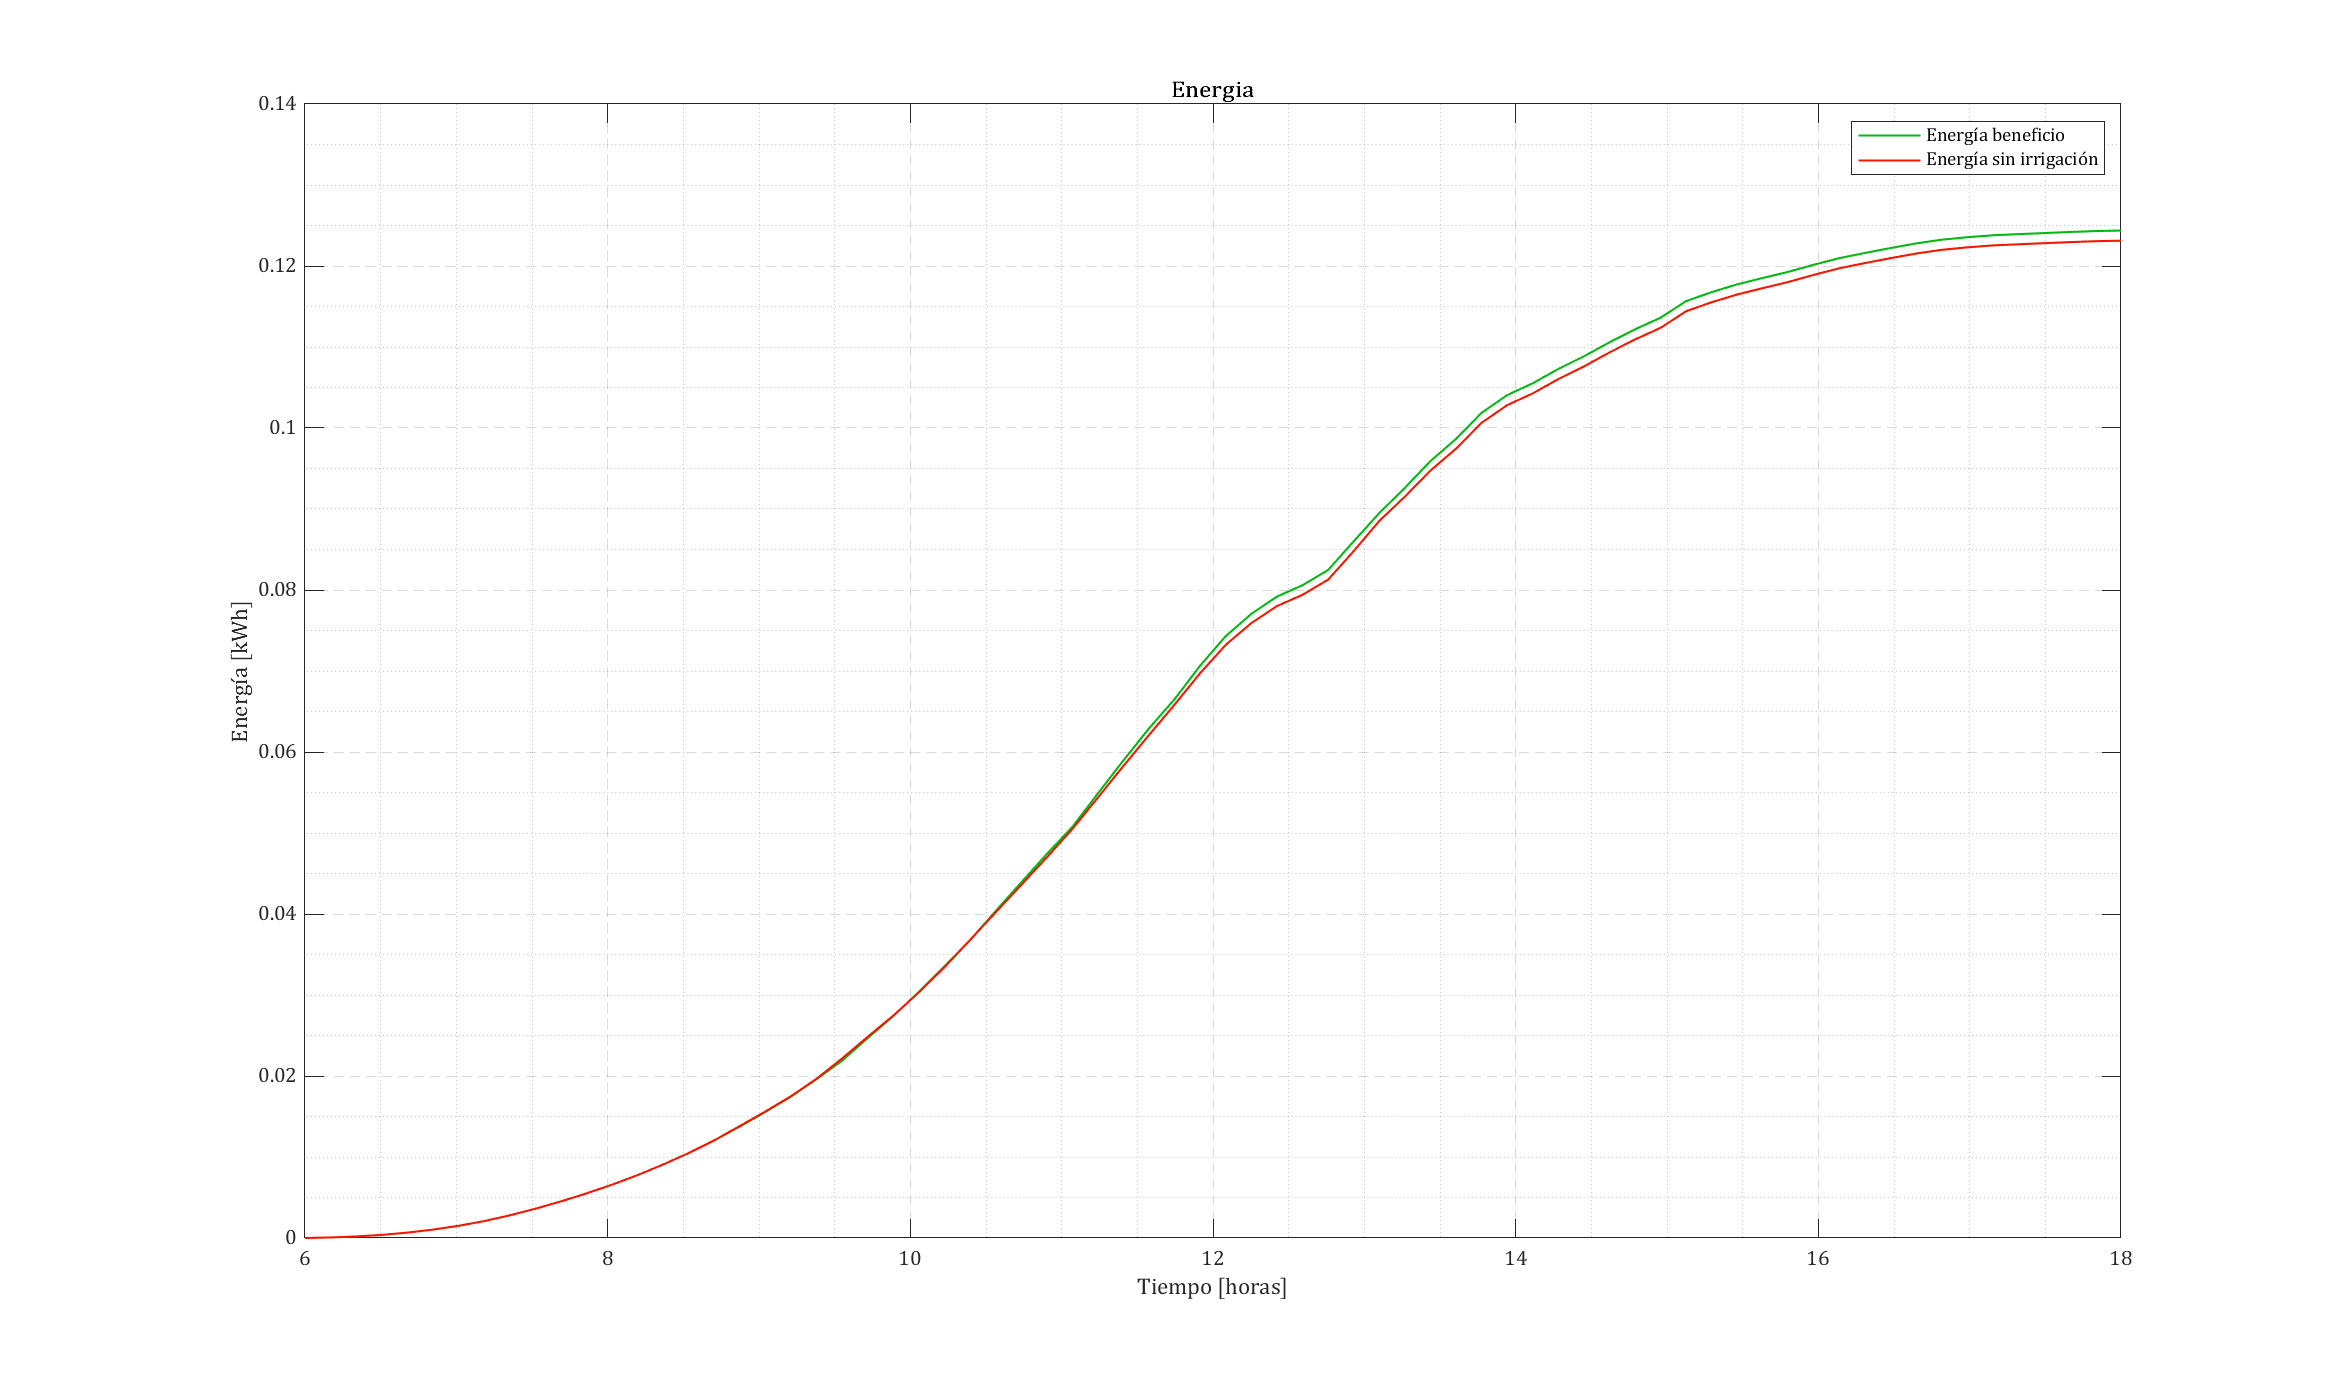 Energia
Energía beneficio
Energía sin irrigación
0.14
0.12
0.1
0.08
0.06
0.04
0.02
0
Energía [kWh]
6 8 10 12 14 16 18
Tiempo [horas]